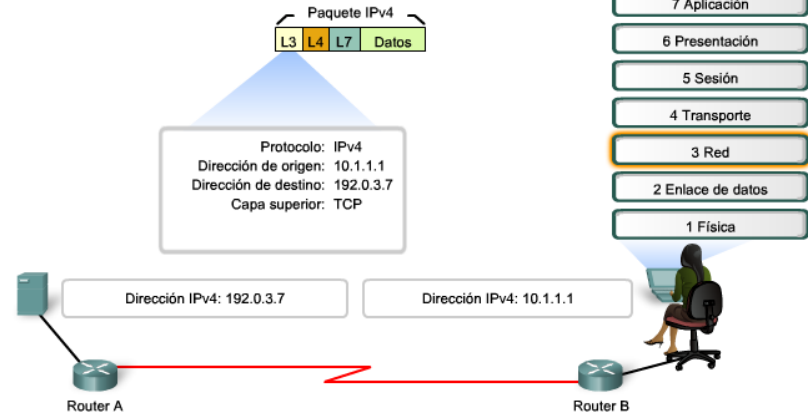 Paquete IPv4
L3 L4 L7 Datos
7 Aplicación
6 Presentación
5 Sesión
4 Transporte
3 Red
2 Enlace de datos
1 Física
Protocolo: IPv4
Dirección de origen: 10.1.1.1
Dirección de destino: 192.0.3.7
Capa superior: TCP
Dirección IPv4: 192.0.3.7
Dirección IPv4: 10.1.1.1
Router A
Router B